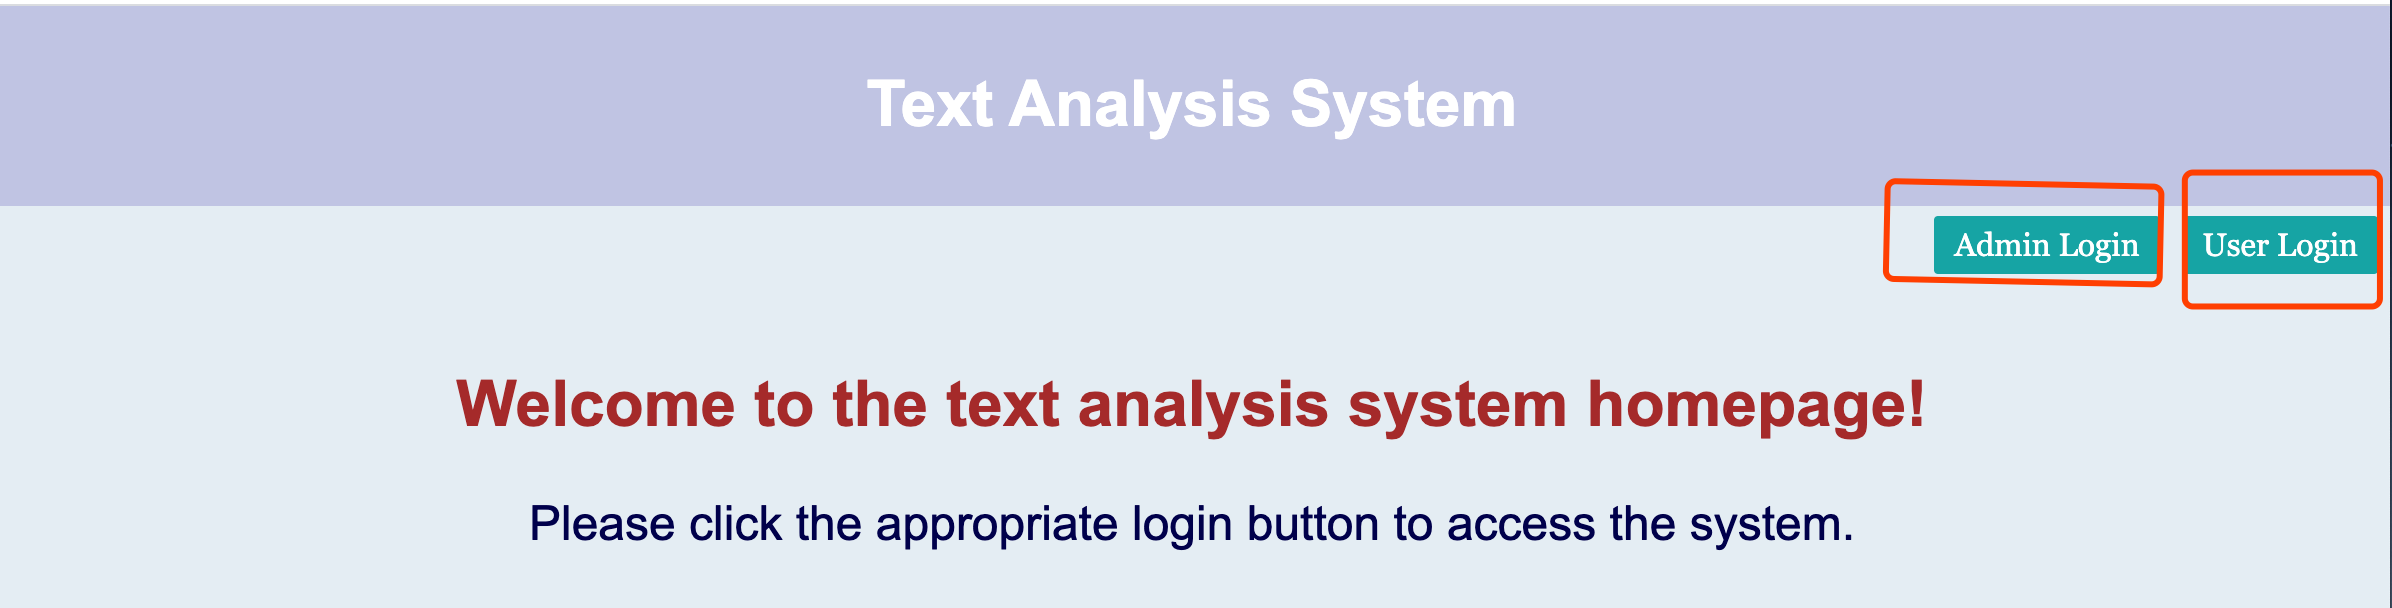 Text Analysis System
Admin Login
User Login
Welcome to the text analysis system homepage!
Please click the appropriate login button to access the system.